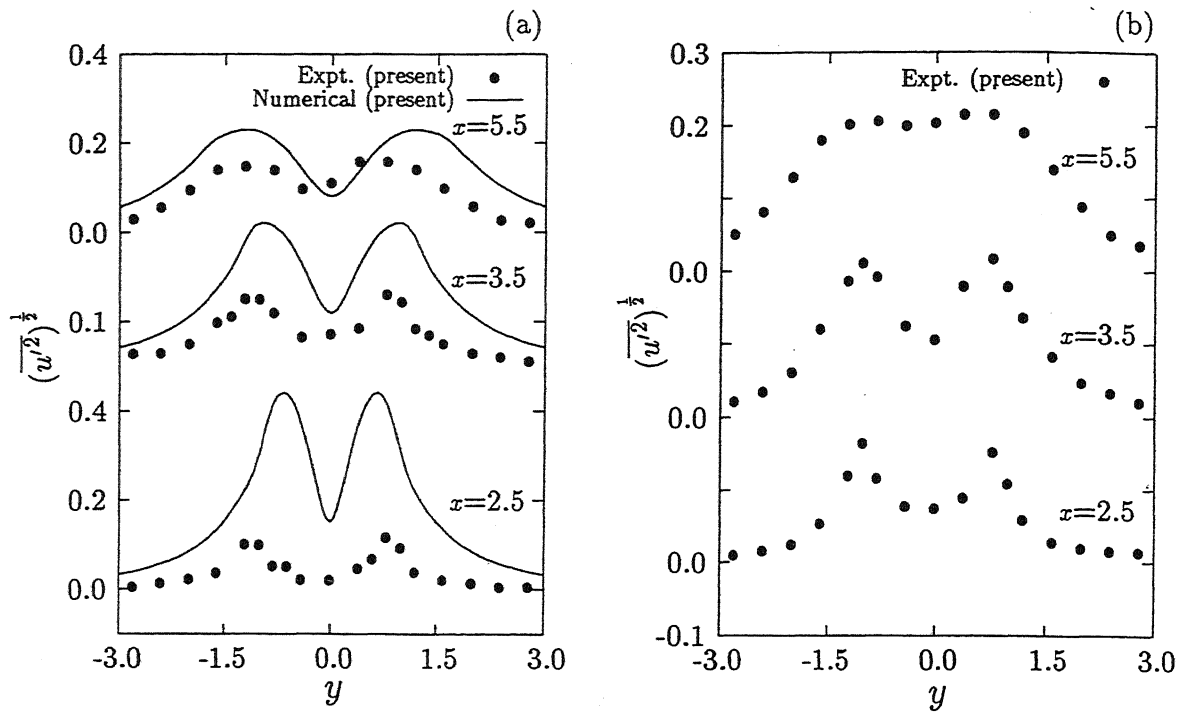 (a)
0.4
Expt. (present)
Numerical (present)
x=5.5
0.2
0.0
x=3.5
0.1
0.4
x=2.5
0.2
0.0
-3.0 -1.5 0.0 1.5 3.0
y
(u′²)^½
(b)
0.3
Expt. (present)
0.2
x=5.5
0.0
x=3.5
0.0
x=2.5
0.0
-0.1
-3.0 -1.5 0.0 1.5 3.0
y
(u′²)^½